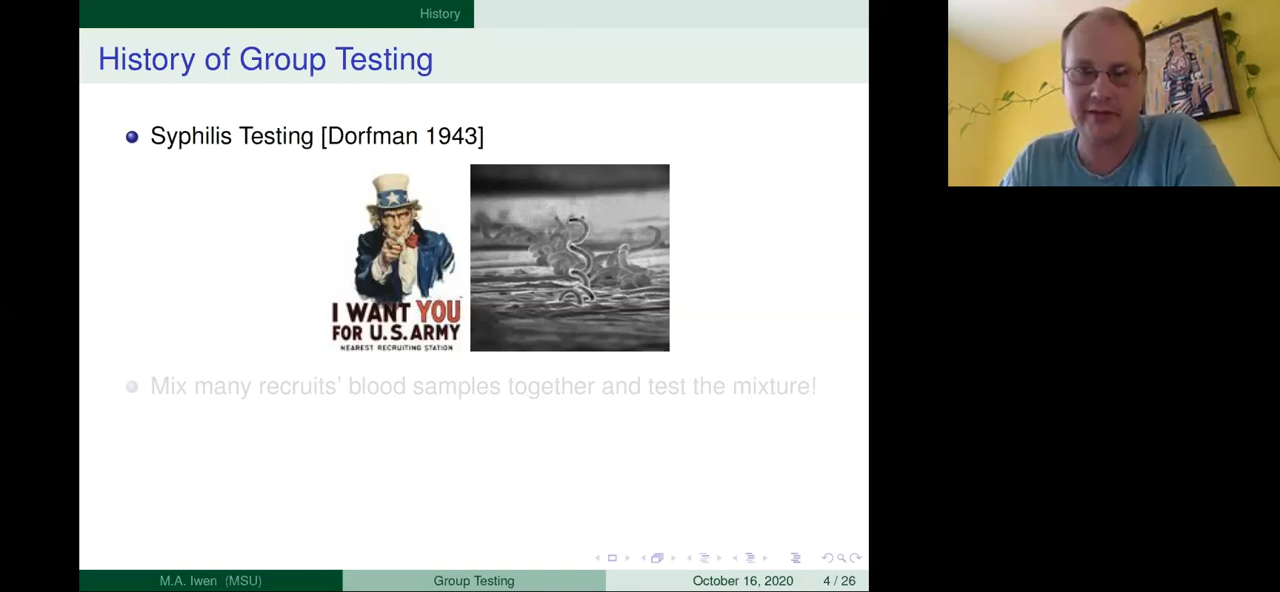 History
History of Group Testing
Syphilis Testing [Dorfman 1943]
I WANT YOU
FOR U.S. ARMY
NEAREST RECRUITING STATION
Mix many recruits’ blood samples together and test the mixture!
M.A. Iwen (MSU)
Group Testing
October 16, 2020
4 / 26